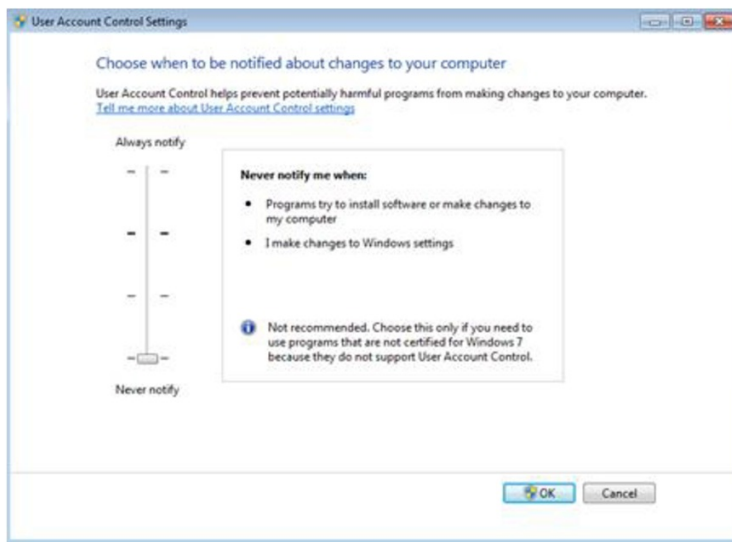 User Account Control Settings
Choose when to be notified about changes to your computer
User Account Control helps prevent potentially harmful programs from making changes to your computer.
Tell me more about User Account Control settings
Always notify
Never notify me when:
Programs try to install software or make changes to
my computer
I make changes to Windows settings
Not recommended. Choose this only if you need to
use programs that are not certified for Windows 7
because they do not support User Account Control.
Never notify
OK
Cancel